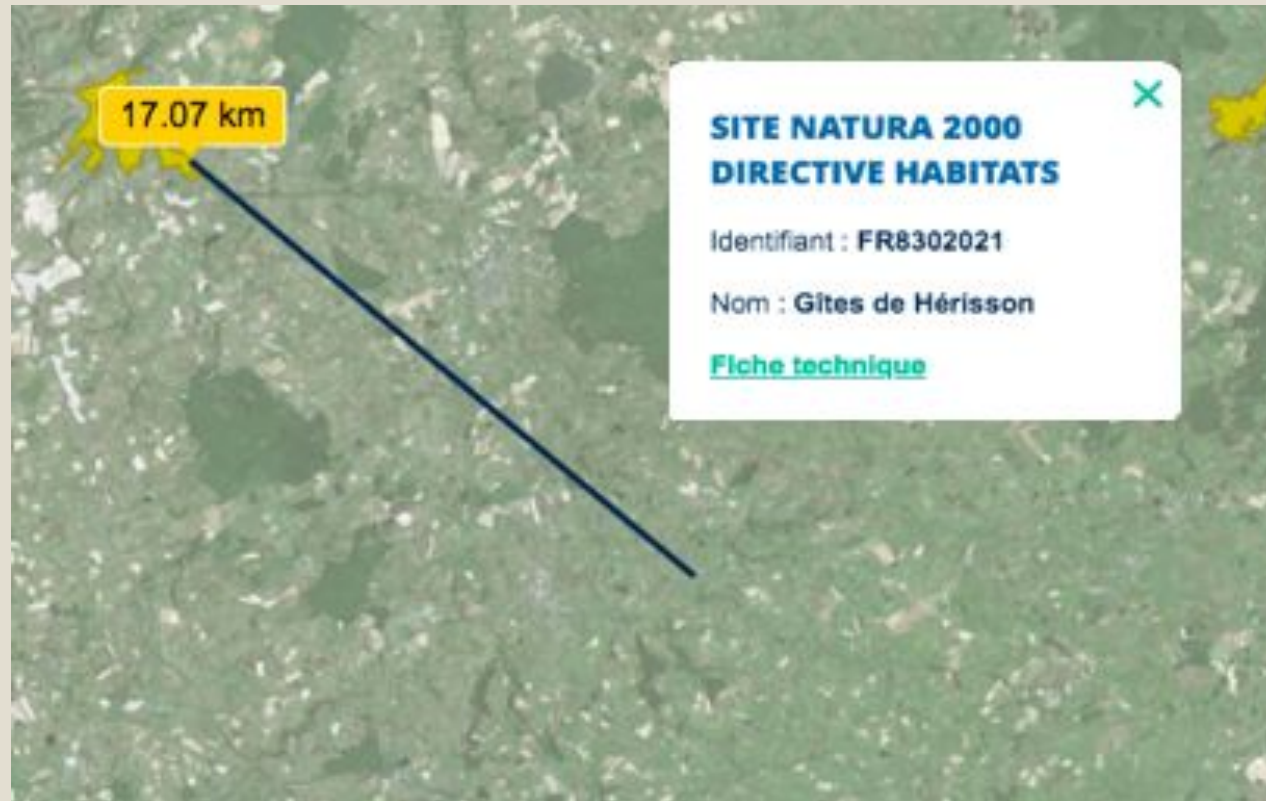 17.07 km
SITE NATURA 2000
DIRECTIVE HABITATS
Identifiant : FR8302021
Nom : Gîtes de Hérisson
Fiche technique